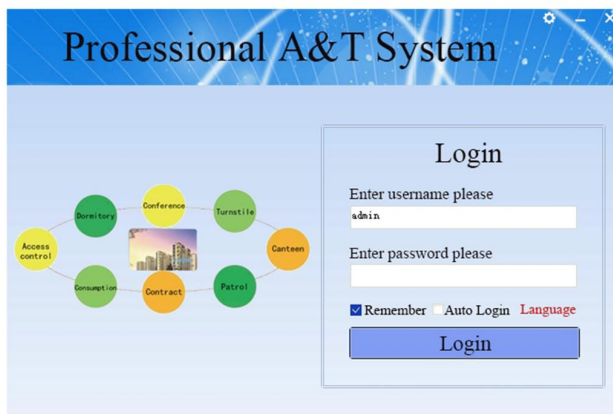 Professional A&T System
Login
Enter username please
admin
Enter password please
Remember Auto Login Language
Login
Conference
Dormitory
Turnstile
Access
control
Canteen
Consumption
Contract
Patrol